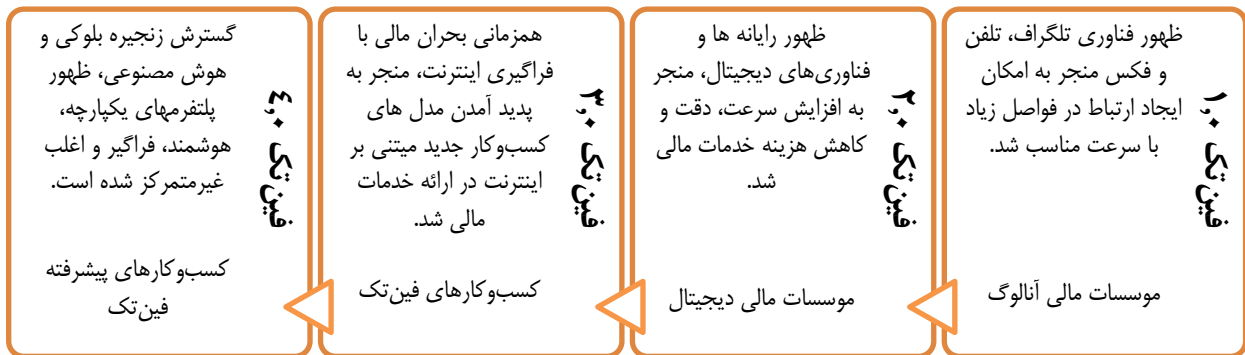 فین‌تک ۱,۰
ظهور فناوری تلگراف، تلفن
و فکس منجر به امکان
ایجاد ارتباط در فواصل زیاد
با سرعت مناسب شد.
موسسات مالی آنالوگ
فین‌تک ۲,۰
ظهور رایانه ها و
فناوری‌های دیجیتال، منجر
به افزایش سرعت، دقت و
کاهش هزینه خدمات مالی
شد.
موسسات مالی دیجیتال
فین‌تک ۳,۰
همزمانی بحران مالی با
فراگیری اینترنت، منجر به
پدید آمدن مدل های
کسب‌وکار جدید میتنی بر
اینترنت در ارائه خدمات
مالی شد.
کسب‌وکارهای فین‌تک
فین‌تک ٤,۰
گسترش زنجیره بلوکی و
هوش مصنوعی، ظهور
پلتفرمهای یکپارچه،
هوشمند، فراگیر و اغلب
غیرمتمرکز شده است.
کسب‌وکارهای پیشرفته
فین‌تک